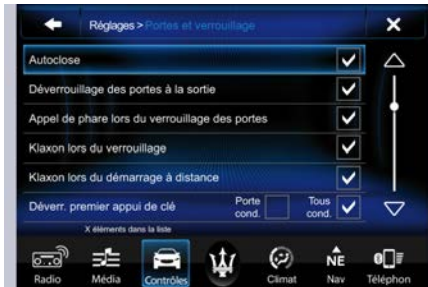 Réglages > Portes et verrouillage
Autoclose
Déverrouillage des portes à la sortie
Appel de phare lors du verrouillage des portes
Klaxon lors du verrouillage
Klaxon lors du démarrage à distance
Déverr. premier appui de clé Porte cond. Tous cond.
X éléments dans la liste
NE
Radio Média Contrôles Climat Nav Téléphon